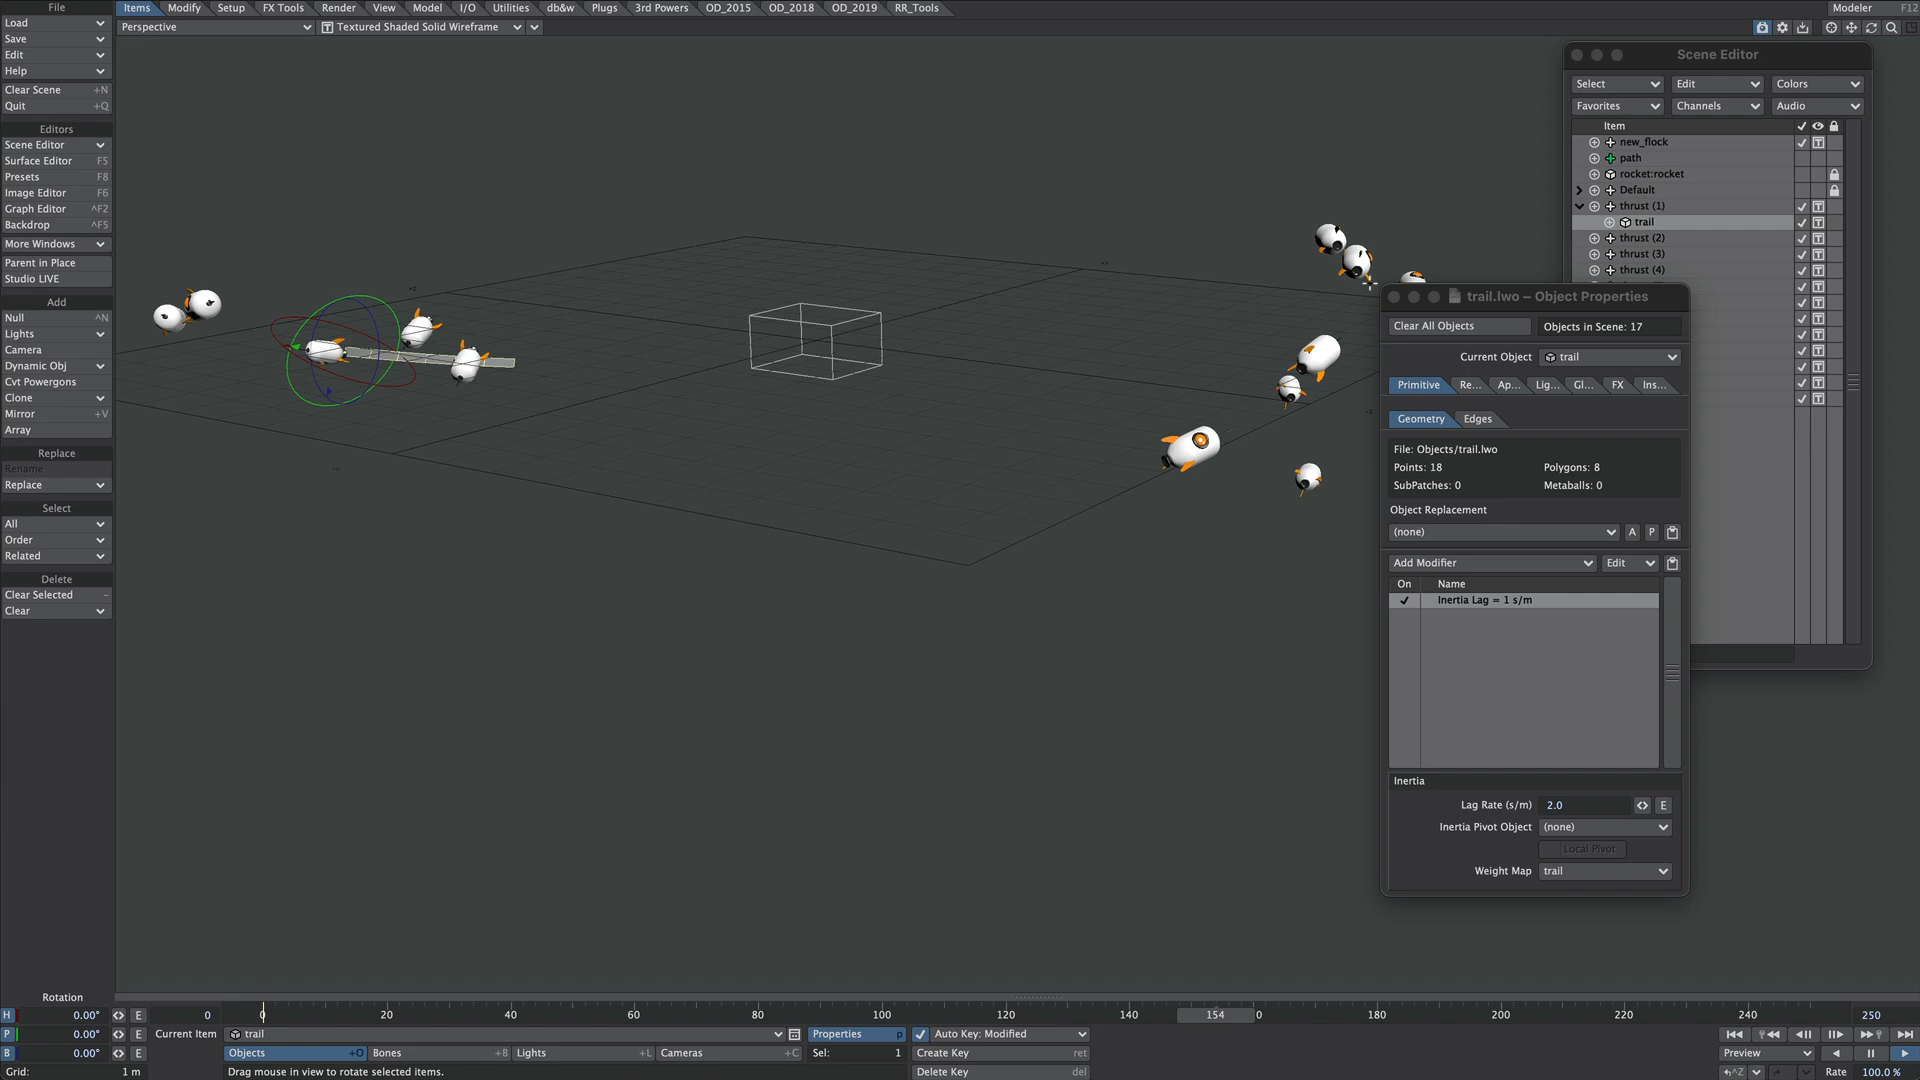 File
Items
Modify
Setup
FX Tools
Render
View
Model
I/O
Utilities
db&w
Plugs
3rd Powers
OD_2015
OD_2018
OD_2019
RR_Tools
Modeler F12
Load
Save
Edit
Help
Clear Scene +N
Quit +Q
Perspective
Textured Shaded Solid Wireframe
Editors
Scene Editor
Surface Editor F5
Presets F8
Image Editor F6
Graph Editor ^F2
Backdrop ^F5
More Windows
Parent in Place
Studio LIVE
Add
Null ^N
Lights
Camera
Dynamic Obj
Cvt Powergons
Clone
Mirror +V
Array
Replace
Rename
Replace
Select
All
Order
Related
Delete
Clear Selected –
Clear
Scene Editor
Select
Edit
Colors
Favorites
Channels
Audio
Item
new_flock
path
rocket:rocket
Default
thrust (1)
trail
thrust (2)
thrust (3)
thrust (4)
trail.lwo – Object Properties
Clear All Objects
Objects in Scene: 17
Current Object trail
Primitive
Re...
Ap...
Lig...
Gl...
FX
Ins...
Geometry
Edges
File: Objects/trail.lwo
Points: 18
Polygons: 8
SubPatches: 0
Metaballs: 0
Object Replacement
(none)
A
P
Add Modifier
Edit
On
Name
Inertia Lag = 1 s/m
Inertia
Lag Rate (s/m) 2.0
E
Inertia Pivot Object (none)
Local Pivot
Weight Map trail
Rotation
H 0.00° E
P 0.00° E
B 0.00° E
Grid: 1 m
0
0 20 40 60 80 100 120 140 154 0 180 200 220 240 250
Current Item trail
Properties p
Auto Key: Modified
Objects +O
Bones +B
Lights +L
Cameras +C
Sel: 1
Create Key ret
Drag mouse in view to rotate selected items.
Delete Key del
Preview
^Z
Rate 100.0 %